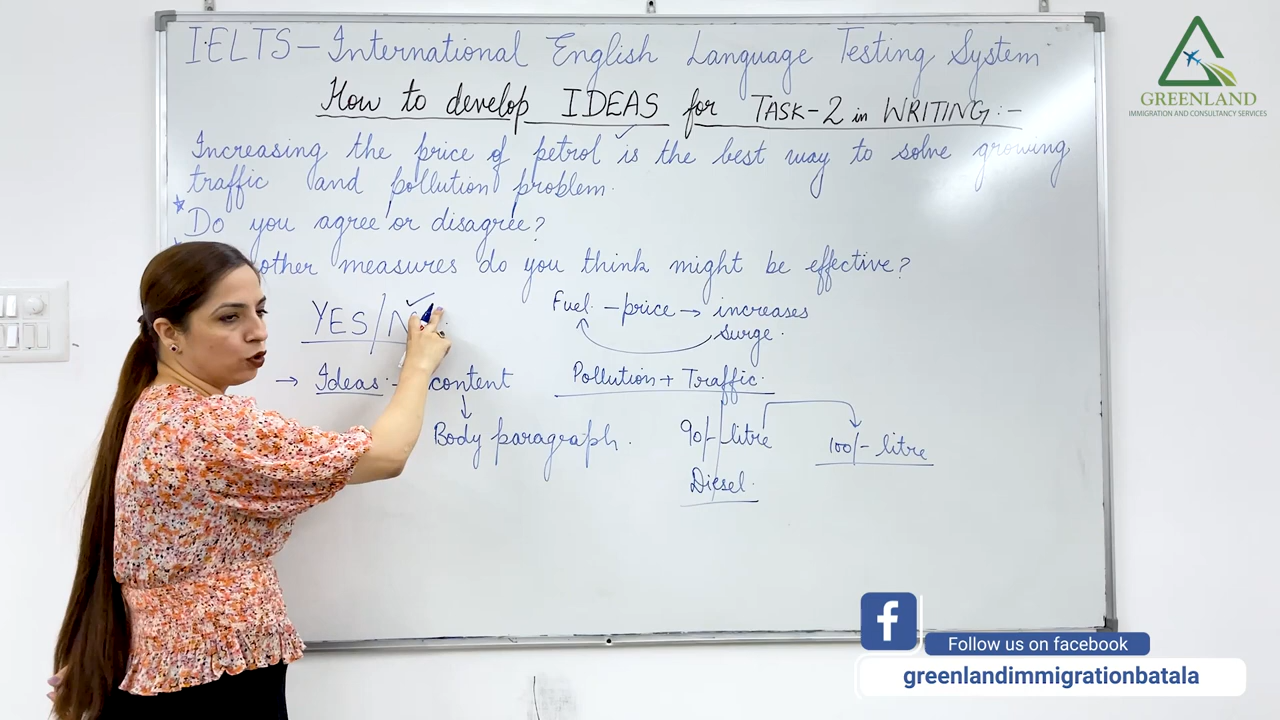 IELTS - International English Language Testing System
How to develop IDEAS for TASK-2 in WRITING:-
Increasing the price of petrol is the best way to solve growing
traffic and pollution problem.
Do you agree or disagree?
other measures do you think might be effective?
YES/
Fuel - price → increases
surge.
→ Ideas - content
Pollution + Traffic.
Body paragraph.
90/- litre
100/- litre
Diesel.
GREENLAND
IMMIGRATION AND CONSULTANCY SERVICES
Follow us on facebook
greenlandimmigrationbatala